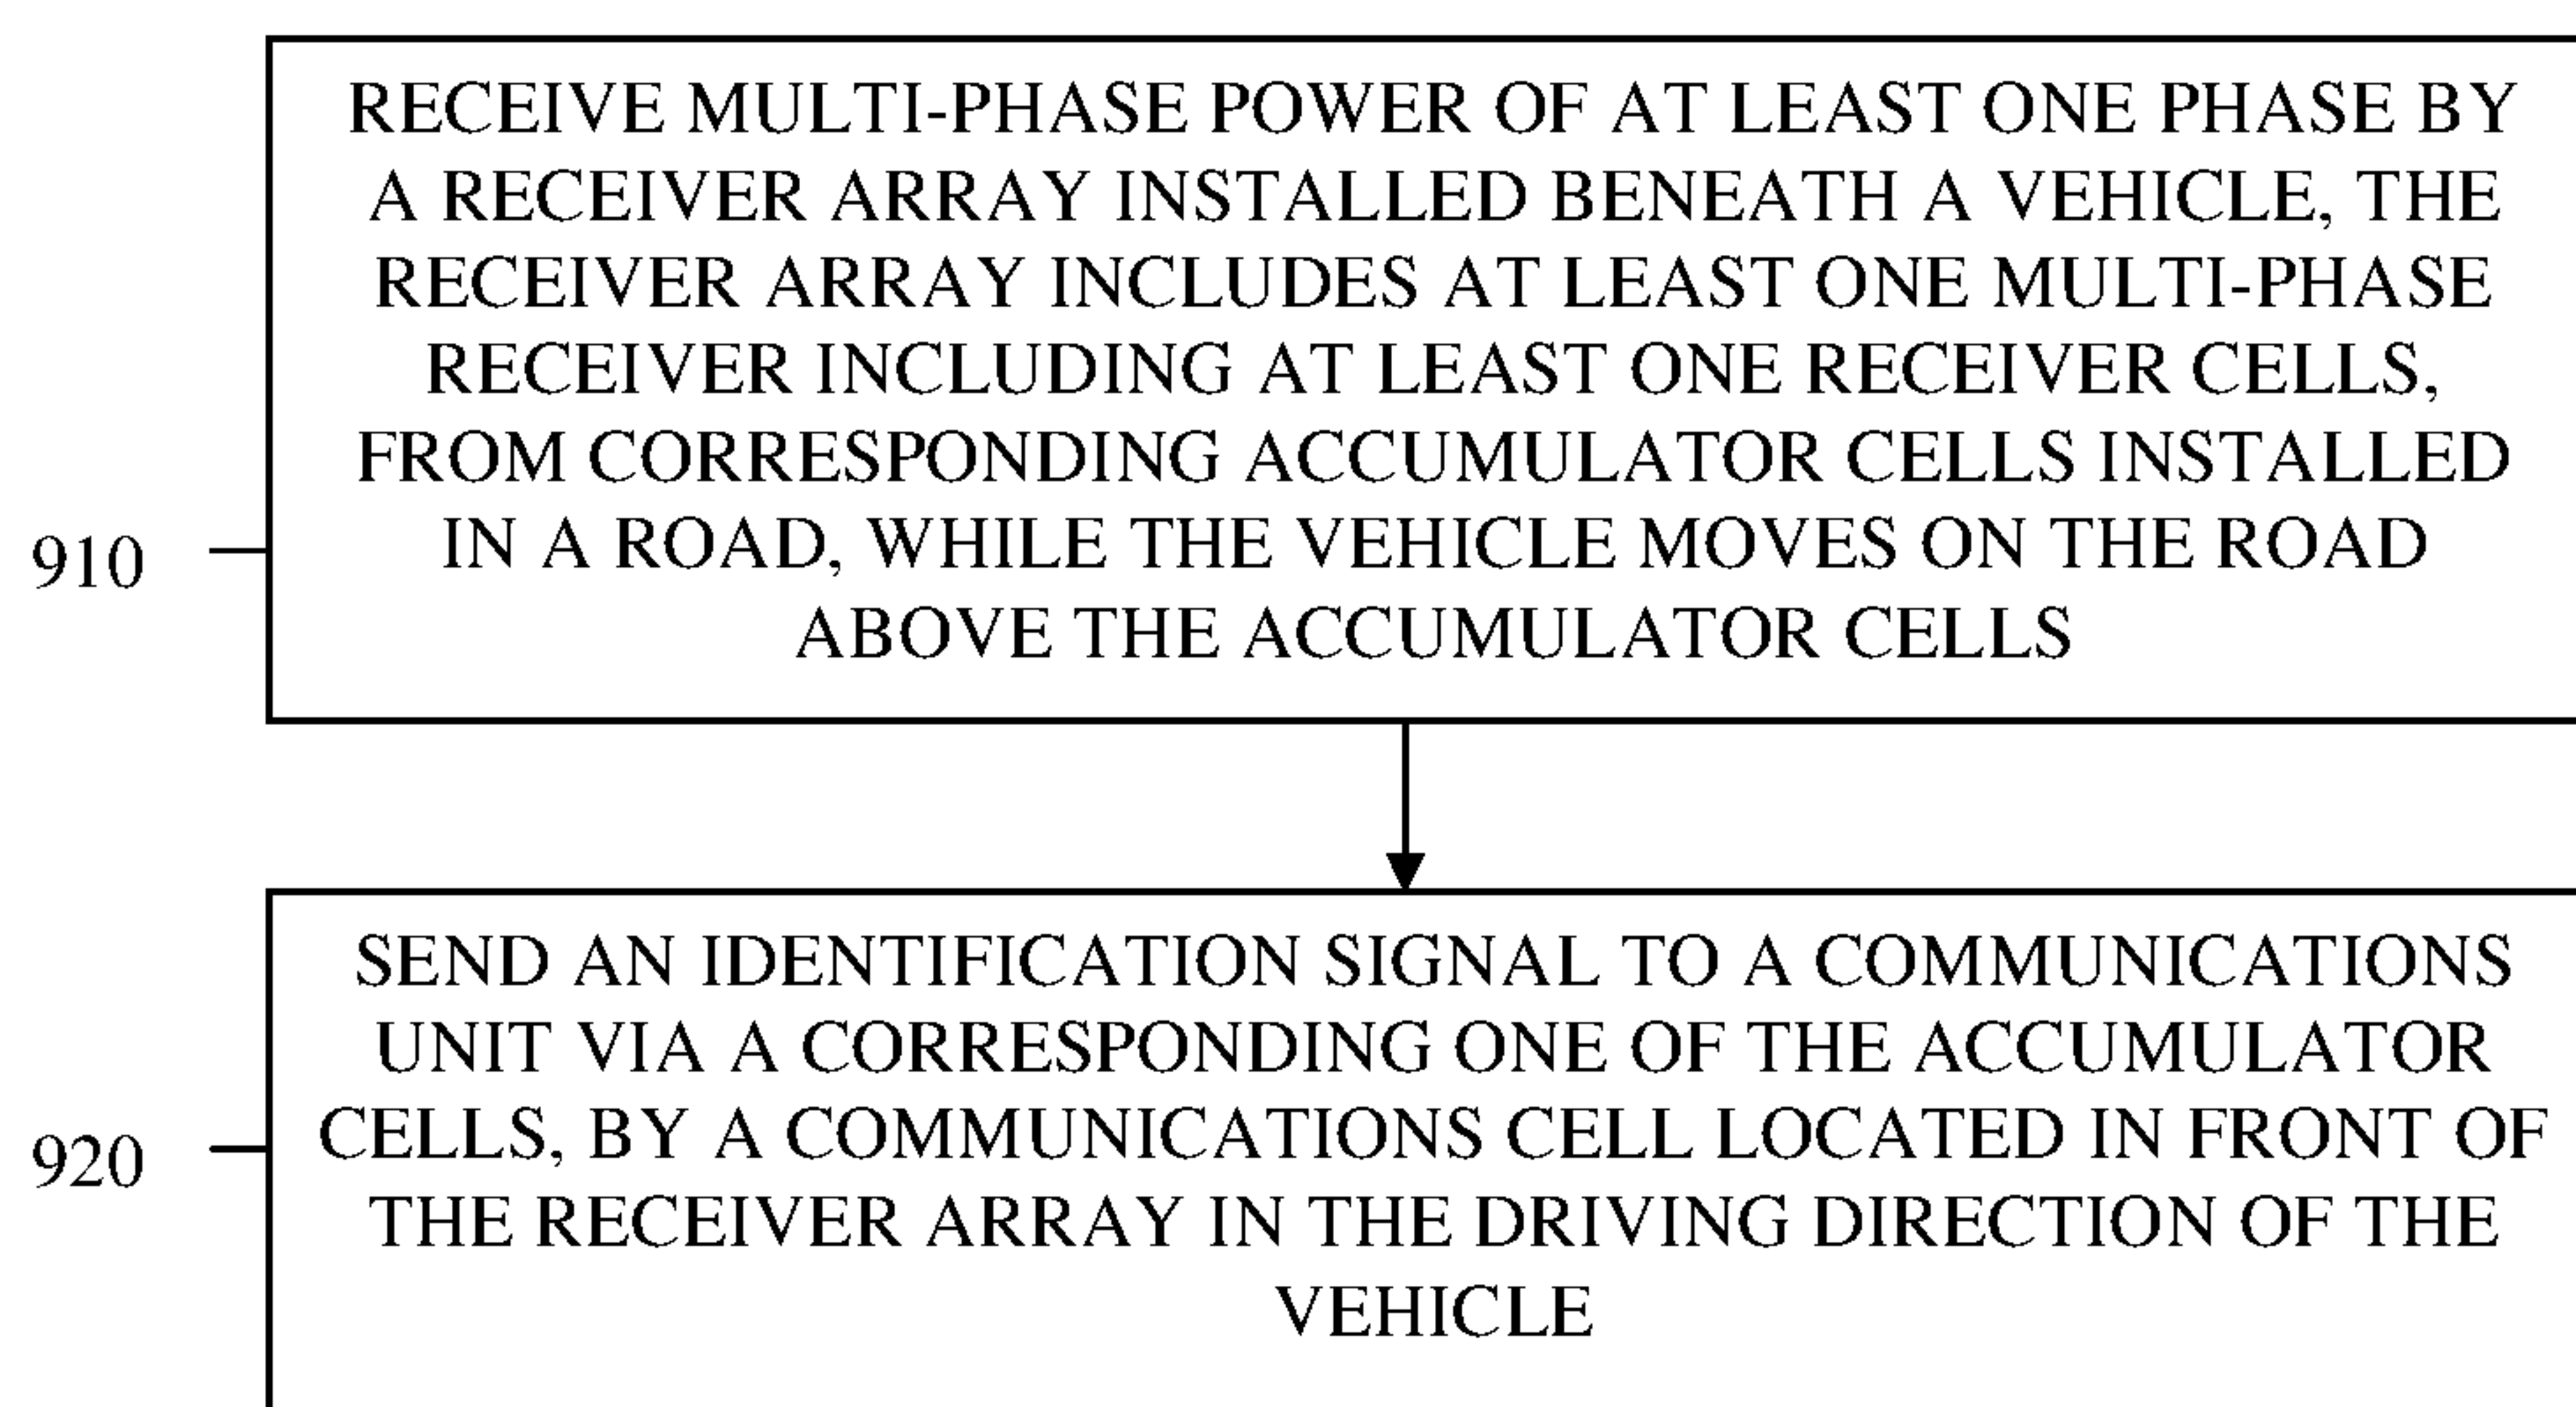 RECEIVE MULTI-PHASE POWER OF AT LEAST ONE PHASE BY
A RECEIVER ARRAY INSTALLED BENEATH A VEHICLE, THE
RECEIVER ARRAY INCLUDES AT LEAST ONE MULTI-PHASE
RECEIVER INCLUDING AT LEAST ONE RECEIVER CELLS,
FROM CORRESPONDING ACCUMULATOR CELLS INSTALLED
IN A ROAD, WHILE THE VEHICLE MOVES ON THE ROAD
ABOVE THE ACCUMULATOR CELLS
910
SEND AN IDENTIFICATION SIGNAL TO A COMMUNICATIONS
UNIT VIA A CORRESPONDING ONE OF THE ACCUMULATOR
CELLS, BY A COMMUNICATIONS CELL LOCATED IN FRONT OF
THE RECEIVER ARRAY IN THE DRIVING DIRECTION OF THE
VEHICLE
920